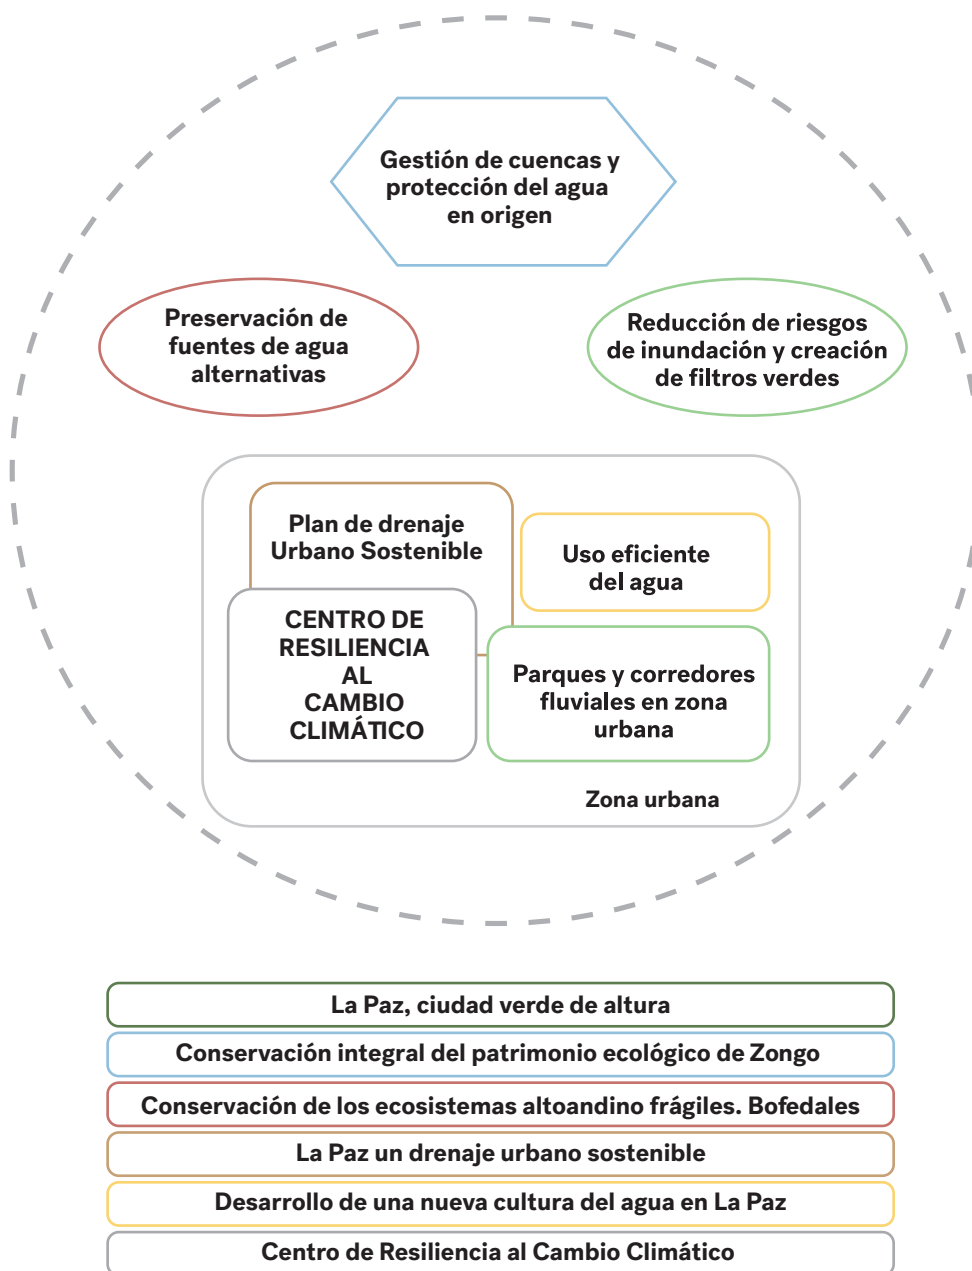 Gestión de cuencas y
protección del agua
en origen
Preservación de
fuentes de agua
alternativas
Reducción de riesgos
de inundación y creación
de filtros verdes
Plan de drenaje
Urbano Sostenible
Uso eficiente
del agua
CENTRO DE
RESILIENCIA
AL
CAMBIO
CLIMÁTICO
Parques y corredores
fluviales en zona
urbana
Zona urbana
La Paz, ciudad verde de altura
Conservación integral del patrimonio ecológico de Zongo
Conservación de los ecosistemas altoandino frágiles. Bofedales
La Paz un drenaje urbano sostenible
Desarrollo de una nueva cultura del agua en La Paz
Centro de Resiliencia al Cambio Climático